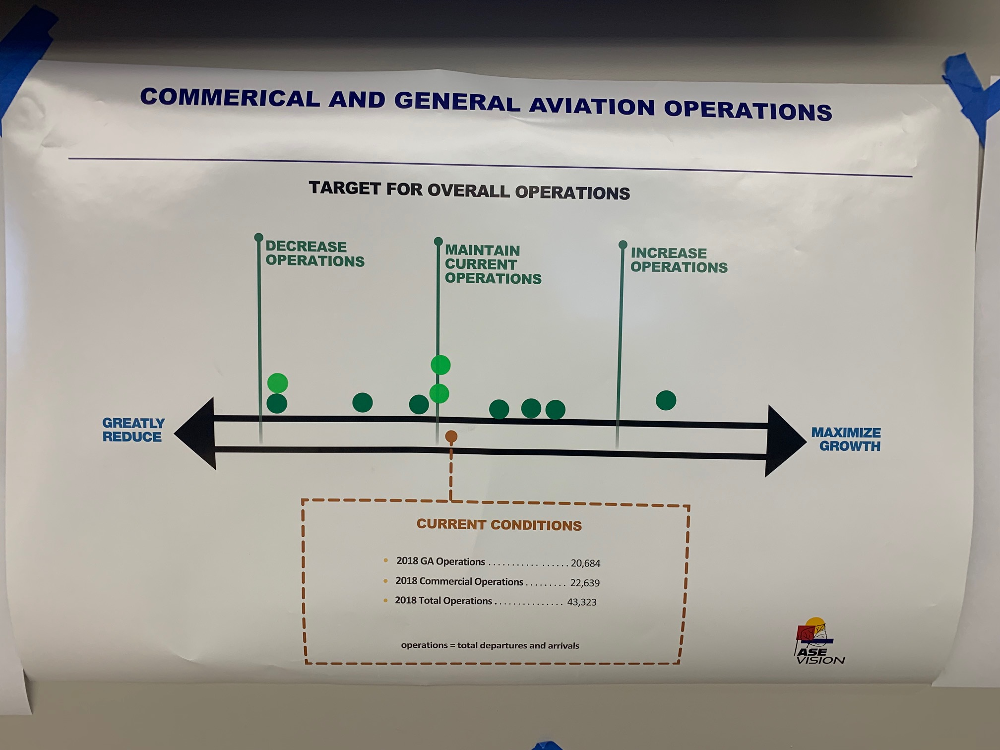 COMMERICAL AND GENERAL AVIATION OPERATIONS
TARGET FOR OVERALL OPERATIONS
DECREASE
OPERATIONS
MAINTAIN
CURRENT
OPERATIONS
INCREASE
OPERATIONS
GREATLY
REDUCE
MAXIMIZE
GROWTH
CURRENT CONDITIONS
• 2018 GA Operations .................. 20,684
• 2018 Commercial Operations ......... 22,639
• 2018 Total Operations ............... 43,323
operations = total departures and arrivals
ASE
VISION